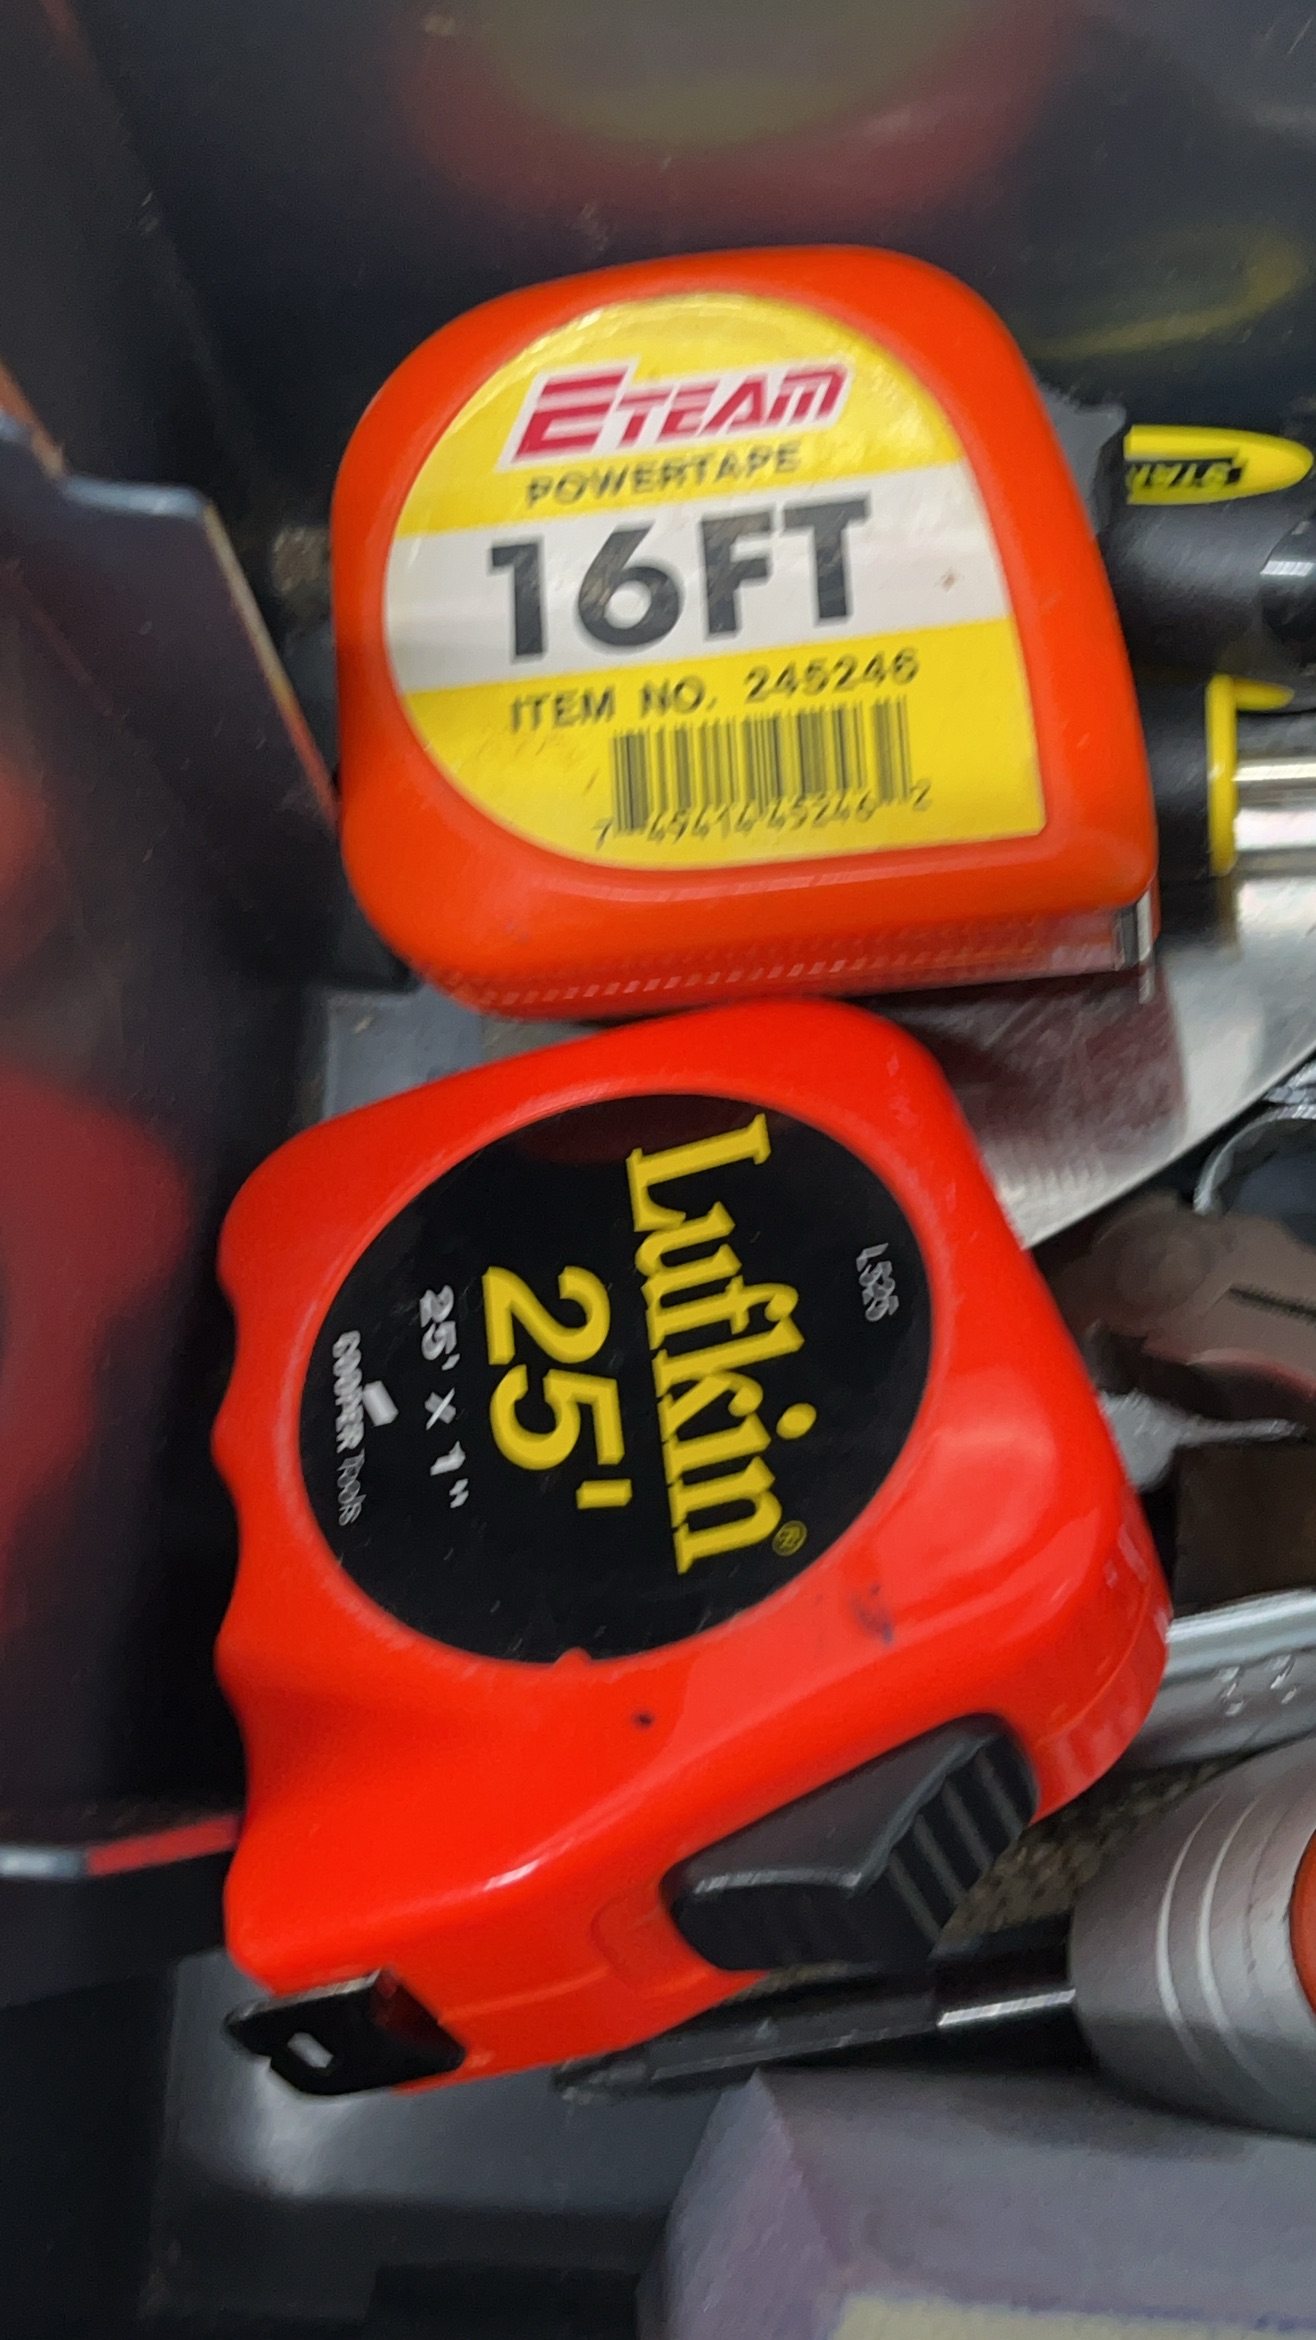 ETEAM
POWERTAPE
16FT
ITEM NO. 245246
7 49414 45246 2
L525
Lufkin®
25'
25' X 1"
COOPER Tools